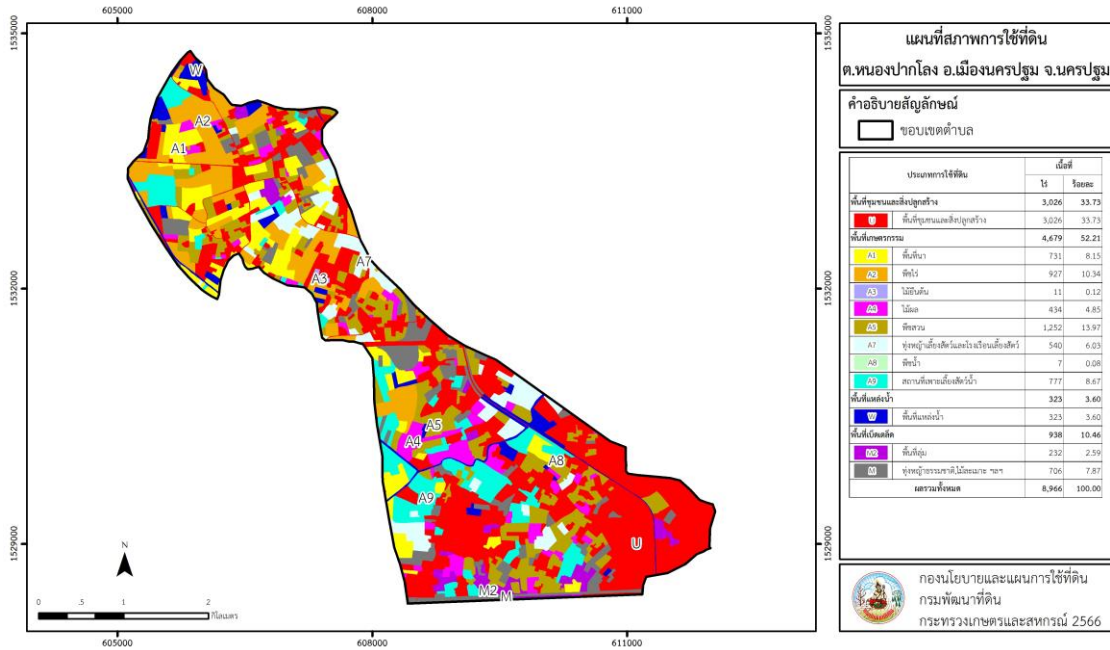 605000 608000 611000
1535000
1532000
1529000
1535000
1532000
1529000
W
A2
A1
A7
A3
A5
A4
A8
A9
U
M2
M
N
0 .5 1 2
กิโลเมตร
605000 608000 611000
แผนที่สภาพการใช้ที่ดิน
ต.หนองปากโลง อ.เมืองนครปฐม จ.นครปฐม
คำอธิบายสัญลักษณ์
ขอบเขตตำบล
ประเภทการใช้ที่ดิน เนื้อที่
ไร่ ร้อยละ
พื้นที่ชุมชนและสิ่งปลูกสร้าง 3,026 33.73
U พื้นที่ชุมชนและสิ่งปลูกสร้าง 3,026 33.73
พื้นที่เกษตรกรรม 4,679 52.21
A1 พื้นที่นา 731 8.15
A2 พืชไร่ 927 10.34
A3 ไม้ยืนต้น 11 0.12
A4 ไม้ผล 434 4.85
A5 พืชสวน 1,252 13.97
A7 ทุ่งหญ้าเลี้ยงสัตว์และโรงเรือนเลี้ยงสัตว์ 540 6.03
A8 พืชน้ำ 7 0.08
A9 สถานที่เพาะเลี้ยงสัตว์น้ำ 777 8.67
พื้นที่แหล่งน้ำ 323 3.60
W พื้นที่แหล่งน้ำ 323 3.60
พื้นที่เบ็ดเตล็ด 938 10.46
M2 พื้นที่ลุ่ม 232 2.59
M ทุ่งหญ้าธรรมชาติ,ไม้ละเมาะ ฯลฯ 706 7.87
ผลรวมทั้งหมด 8,966 100.00
กองนโยบายและแผนการใช้ที่ดิน
กรมพัฒนาที่ดิน
กระทรวงเกษตรและสหกรณ์ 2566